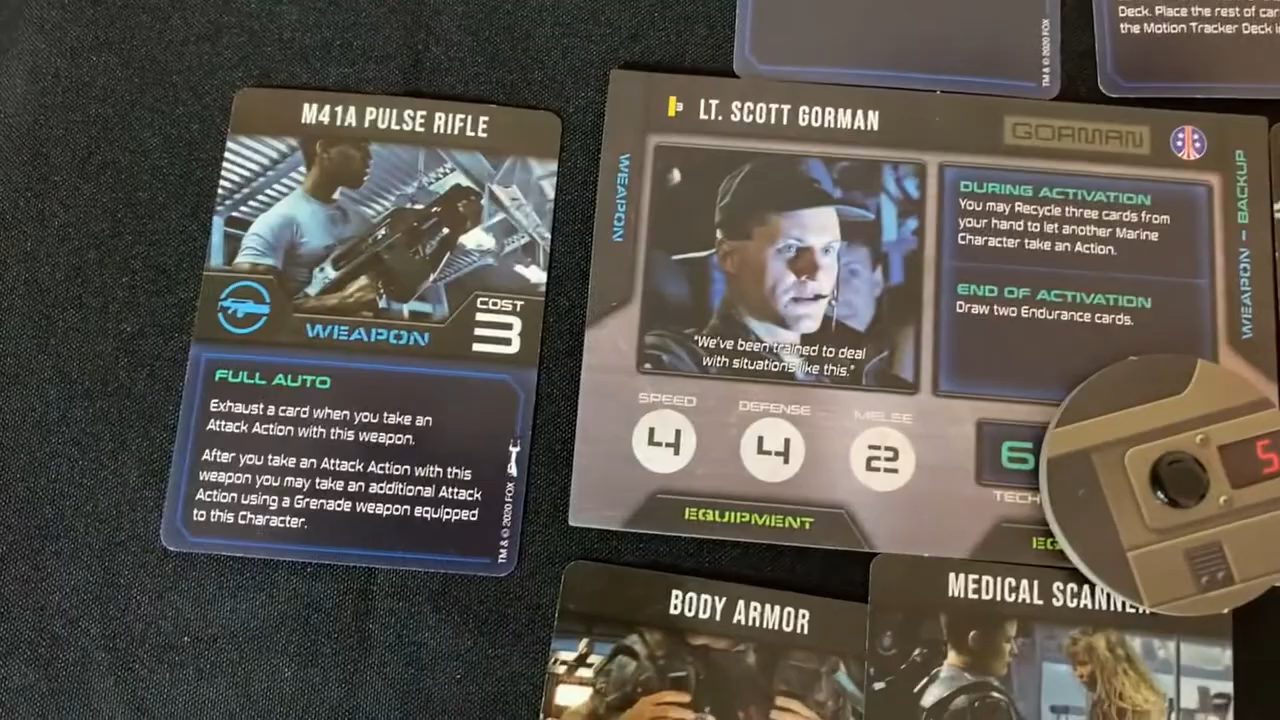 Deck. Place the rest of
the Motion Tracker Deck
TM & © 2020 FOX
M41A PULSE RIFLE
COST
3
WEAPON
FULL AUTO
Exhaust a card when you take an
Attack Action with this weapon.
After you take an Attack Action with this
weapon you may take an additional Attack
Action using a Grenade weapon equipped
to this Character.
TM & © 2020 FOX
3
LT. SCOTT GORMAN
GORMAN
WEAPON
"We've been trained to deal
with situations like this."
DURING ACTIVATION
You may Recycle three cards from
your hand to let another Marine
Character take an Action.
END OF ACTIVATION
Draw two Endurance cards.
WEAPON – BACKUP
SPEED
4
DEFENSE
4
MELEE
2
6
TECH
5
EQUIPMENT
EQ
BODY ARMOR
MEDICAL SCANNER